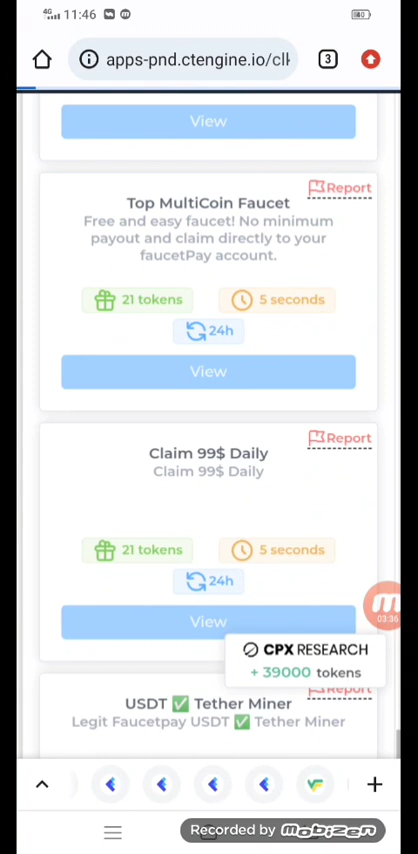 4G 11:46
apps-pnd.ctengine.io/clk
3
View
Report
Top MultiCoin Faucet
Free and easy faucet! No minimum
payout and claim directly to your
faucetPay account.
21 tokens
5 seconds
24h
View
Report
Claim 99$ Daily
Claim 99$ Daily
21 tokens
5 seconds
24h
View
03:36
CPX RESEARCH
+ 39000 tokens
Report
USDT ✅ Tether Miner
Legit Faucetpay USDT ✅ Tether Miner
Recorded by mobizen